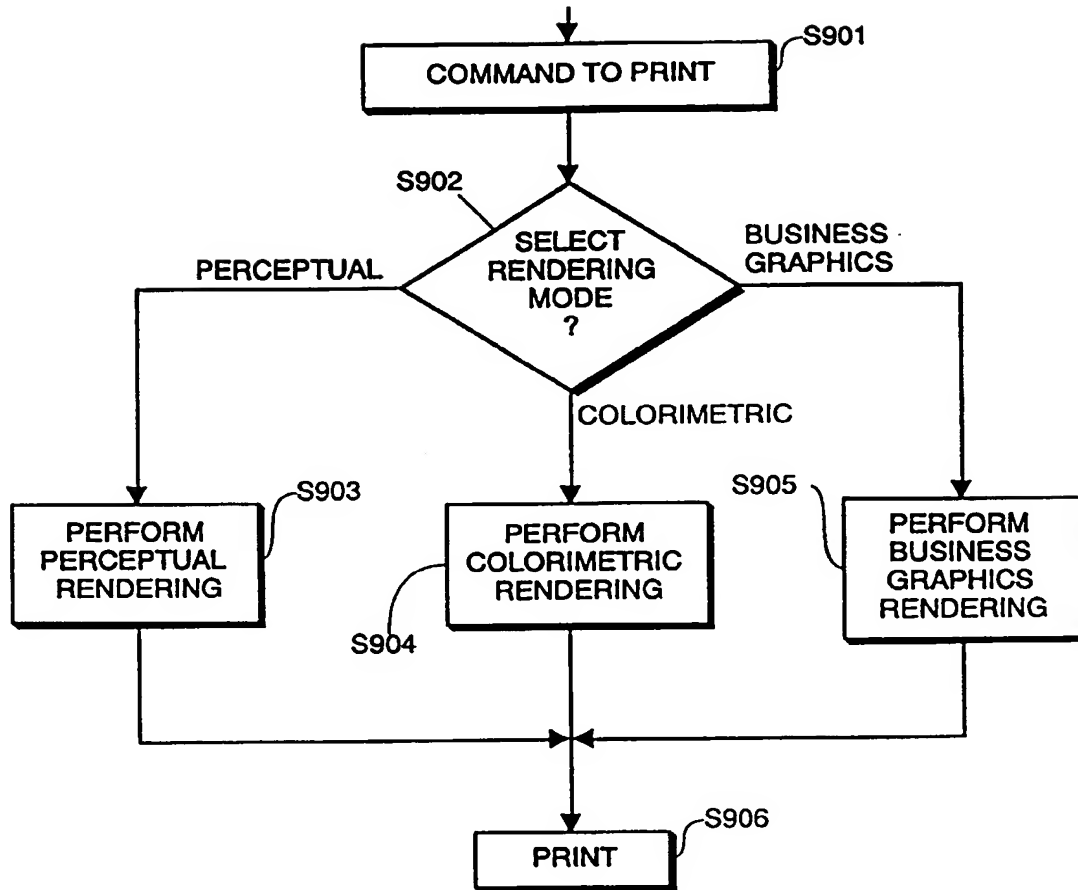 S901
COMMAND TO PRINT
S902
SELECT
RENDERING
MODE
?
PERCEPTUAL
BUSINESS
GRAPHICS
COLORIMETRIC
S903
PERFORM
PERCEPTUAL
RENDERING
S904
PERFORM
COLORIMETRIC
RENDERING
S905
PERFORM
BUSINESS
GRAPHICS
RENDERING
S906
PRINT